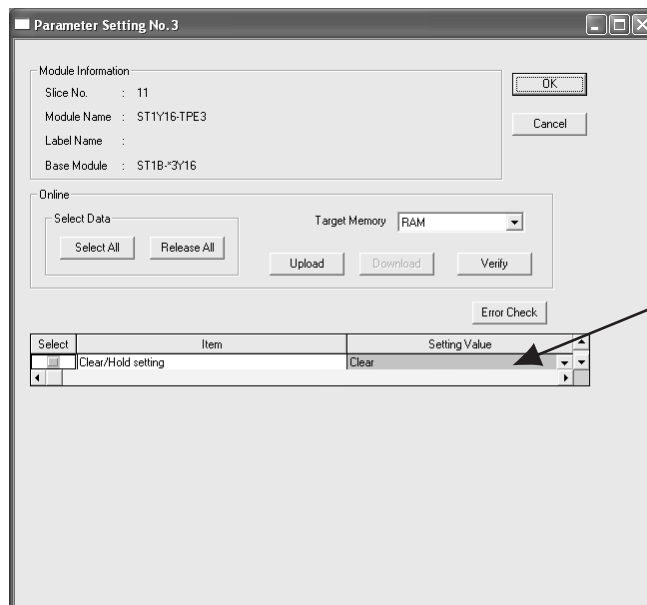 Parameter Setting No.3
Module Information
Slice No. : 11
Module Name : ST1Y16-TPE3
Label Name :
Base Module : ST1B-*3Y16
OK
Cancel
Online
Select Data
Select All Release All
Target Memory RAM
Upload Download Verify
Error Check
Select Item Setting Value
Clear/Hold setting Clear